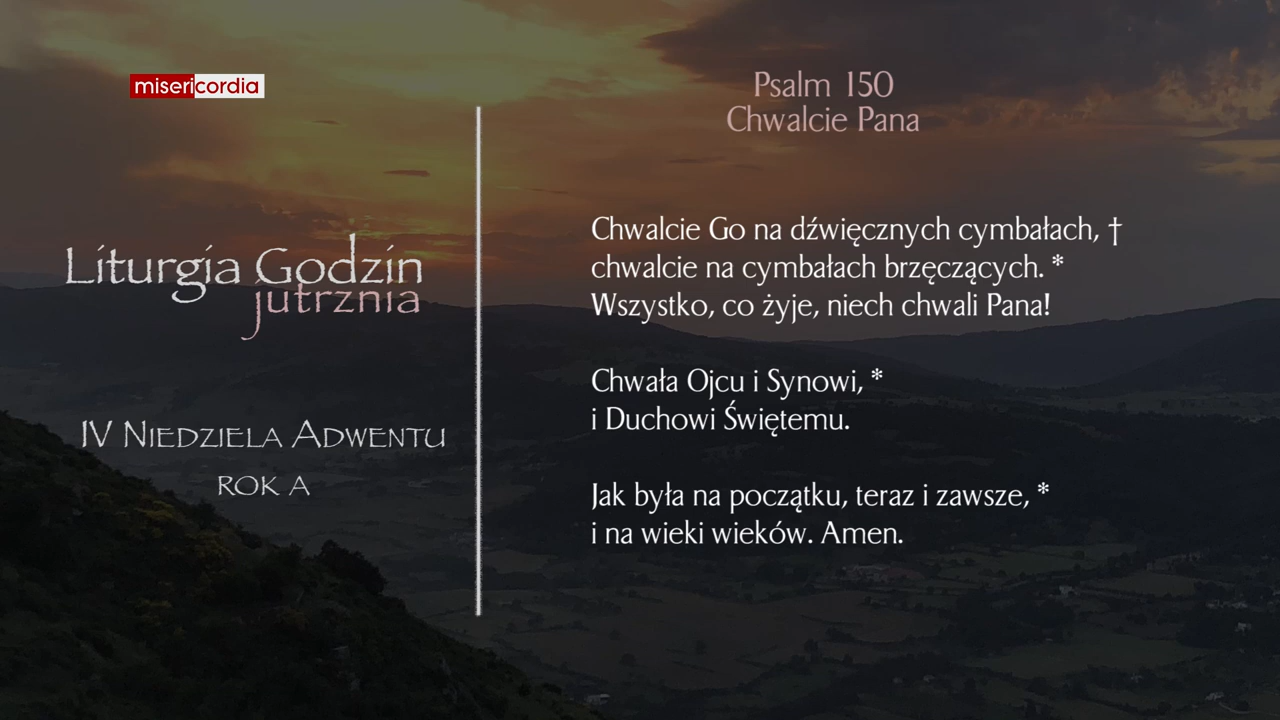 misericordia
Liturgia Godzin
jutrznia
IV Niedziela Adwentu
rok A
Psalm 150
Chwalcie Pana
Chwalcie Go na dźwięcznych cymbałach, †
chwalcie na cymbałach brzęczących. *
Wszystko, co żyje, niech chwali Pana!
Chwała Ojcu i Synowi, *
i Duchowi Świętemu.
Jak była na początku, teraz i zawsze, *
i na wieki wieków. Amen.